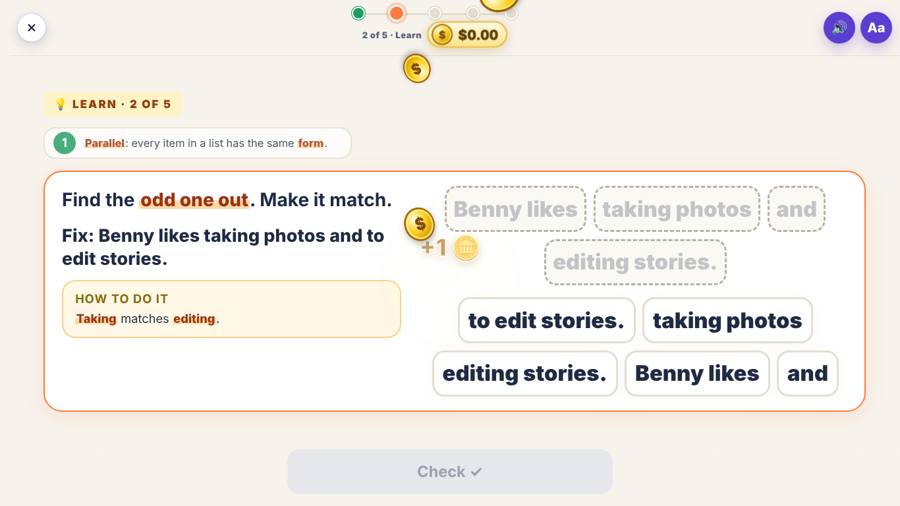 ✕
2 of 5 · Learn
$ $0.00
🔊
Aa
$
💡 LEARN · 2 OF 5
1 Parallel: every item in a list has the same form.
Find the odd one out. Make it match.
Fix: Benny likes taking photos and to
edit stories.
HOW TO DO IT
Taking matches editing.
$
+1
Benny likes taking photos and
editing stories.
to edit stories. taking photos
editing stories. Benny likes and
Check ✓